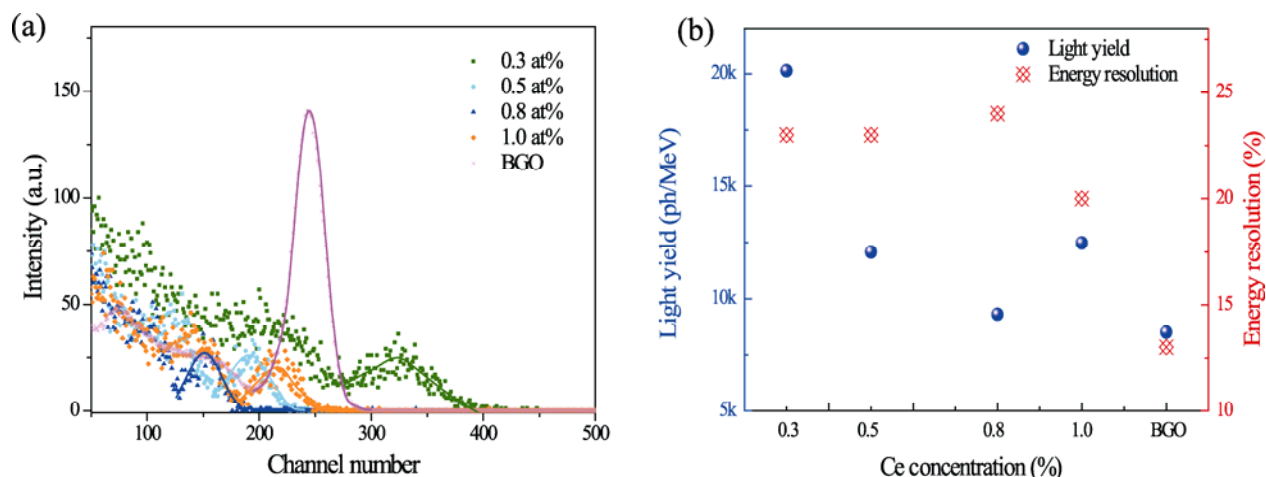 (a)
0.3 at%
0.5 at%
0.8 at%
1.0 at%
BGO
150
100
50
0
Intensity (a.u.)
100 200 300 400 500
Channel number
(b)
Light yield
Energy resolution
20k
15k
10k
5k
Light yield (ph/MeV)
25
20
15
10
Energy resolution (%)
0.3 0.5 0.8 1.0 BGO
Ce concentration (%)